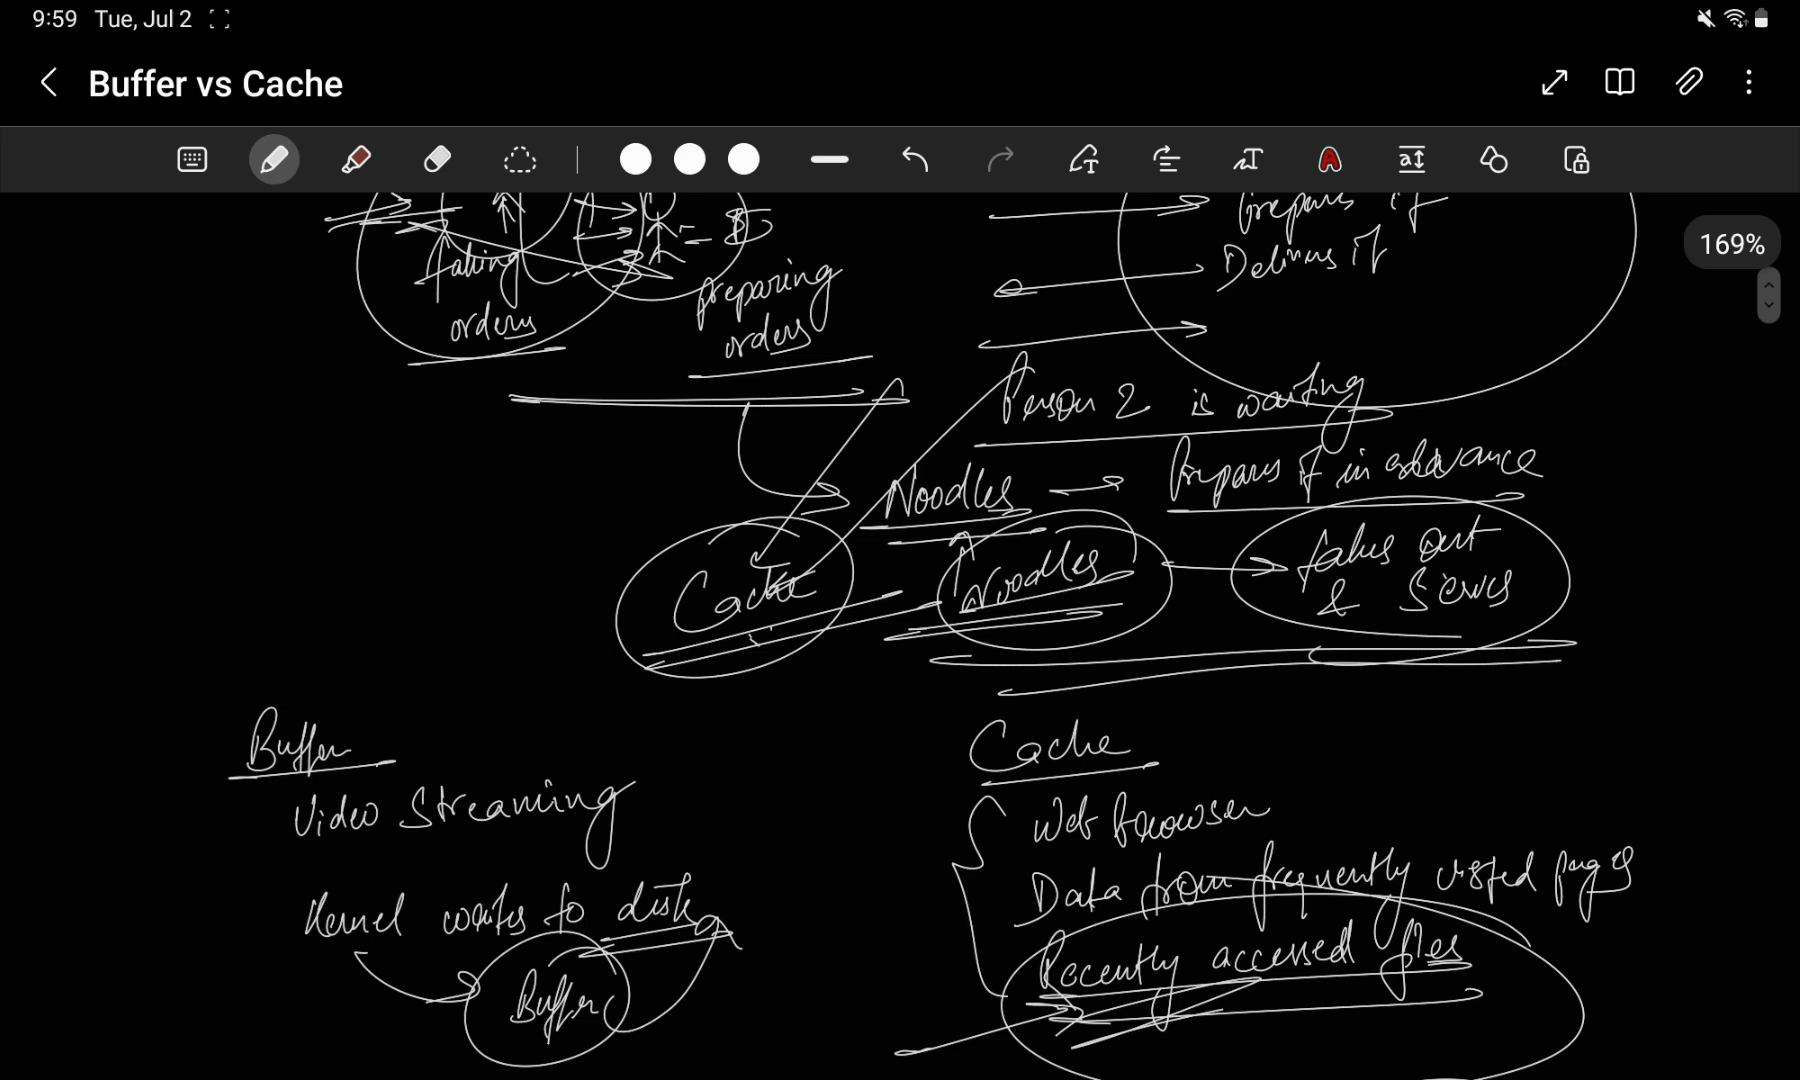 9:59 Tue, Jul 2
Buffer vs Cache
169%
Prepares it
Delivers it
taking
orders
preparing
orders
Person 2 is waiting
Noodles → Prepares it in advance
Cache
Noodles
takes out
& serves
Buffer
Video Streaming
Kernel writes to disk
Buffer
Cache
Web browser
Data from frequently visited pages
Recently accessed files